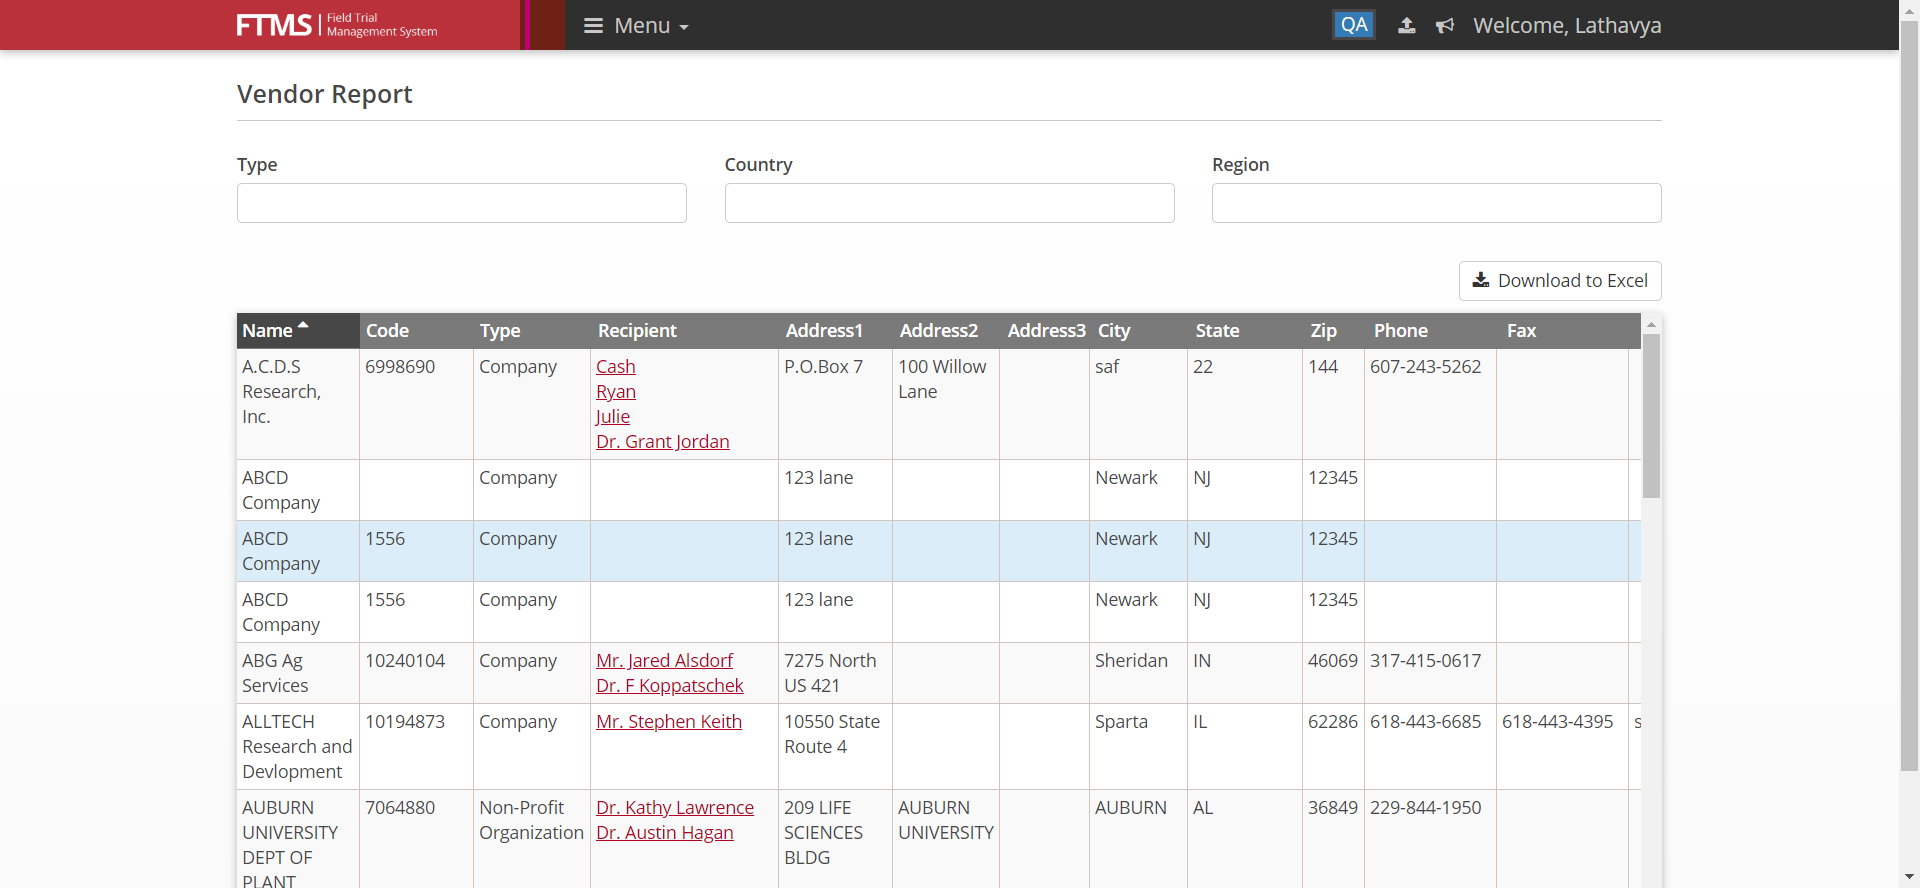 FTMS Field Trial Management System
Menu
QA
Welcome, Lathavya
Vendor Report
Type Country Region
Download to Excel
Name Code Type Recipient Address1 Address2 Address3 City State Zip Phone Fax
A.C.D.S Research, Inc. 6998690 Company Cash Ryan Julie Dr. Grant Jordan P.O.Box 7 100 Willow Lane saf 22 144 607-243-5262
ABCD Company Company 123 lane Newark NJ 12345
ABCD Company 1556 Company 123 lane Newark NJ 12345
ABCD Company 1556 Company 123 lane Newark NJ 12345
ABG Ag Services 10240104 Company Mr. Jared Alsdorf Dr. F Koppatschek 7275 North US 421 Sheridan IN 46069 317-415-0617
ALLTECH Research and Devlopment 10194873 Company Mr. Stephen Keith 10550 State Route 4 Sparta IL 62286 618-443-6685 618-443-4395
AUBURN UNIVERSITY DEPT OF PLANT 7064880 Non-Profit Organization Dr. Kathy Lawrence Dr. Austin Hagan 209 LIFE SCIENCES BLDG AUBURN UNIVERSITY AUBURN AL 36849 229-844-1950